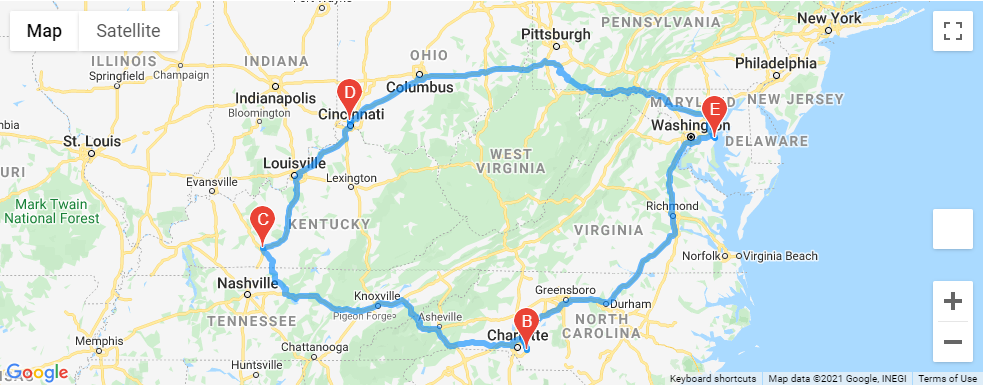 Map
Satellite
New York
PENNSYLVANIA
Pittsburgh
OHIO
ILLINOIS
Champaign
Springfield
INDIANA
Columbus
Philadelphia
Indianapolis
Bloomington
D
Cincinnati
MARYLAND
E
NEW JERSEY
Washington
DELAWARE
St. Louis
Louisville
WEST
VIRGINIA
Evansville
Lexington
Mark Twain
National Forest
C
KENTUCKY
Richmond
VIRGINIA
Norfolk
Virginia Beach
Nashville
Knoxville
Greensboro
Durham
Pigeon Forge
Asheville
B
TENNESSEE
NORTH
CAROLINA
Charlotte
Memphis
Chattanooga
Huntsville
Google
Keyboard shortcuts
Map data ©2021 Google, INEGI
Terms of Use